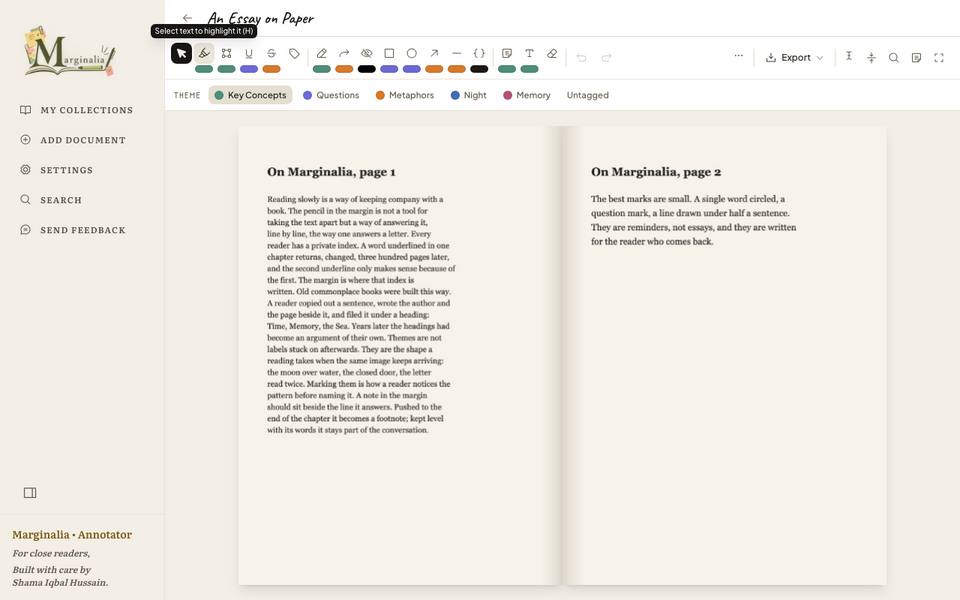 An Essay on Paper
Select text to highlight it (H)
Marginalia
Export
MY COLLECTIONS
ADD DOCUMENT
SETTINGS
SEARCH
SEND FEEDBACK
THEME
Key Concepts
Questions
Metaphors
Night
Memory
Untagged
On Marginalia, page 1
Reading slowly is a way of keeping company with a
book. The pencil in the margin is not a tool for
taking the text apart but a way of answering it,
line by line, the way one answers a letter. Every
reader has a private index. A word underlined in one
chapter returns, changed, three hundred pages later,
and the second underline only makes sense because of
the first. The margin is where that index is
written. Old commonplace books were built this way.
A reader copied out a sentence, wrote the author and
the page beside it, and filed it under a heading:
Time, Memory, the Sea. Years later the headings had
become an argument of their own. Themes are not
labels stuck on afterwards. They are the shape a
reading takes when the same image keeps arriving:
the moon over water, the closed door, the letter
read twice. Marking them is how a reader notices the
pattern before naming it. A note in the margin
should sit beside the line it answers. Pushed to the
end of the chapter it becomes a footnote; kept level
with its words it stays part of the conversation.
On Marginalia, page 2
The best marks are small. A single word circled, a
question mark, a line drawn under half a sentence.
They are reminders, not essays, and they are written
for the reader who comes back.
Marginalia • Annotator
For close readers,
Built with care by
Shama Iqbal Hussain.